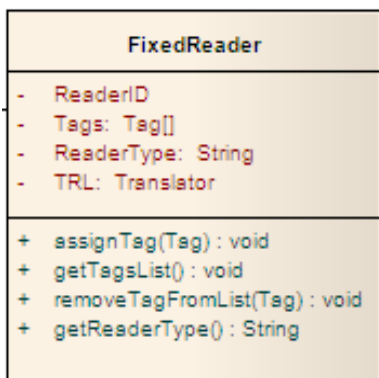 FixedReader
- ReaderID
- Tags: Tag[]
- ReaderType: String
- TRL: Translator
+ assignTag(Tag) : void
+ getTagsList() : void
+ removeTagFromList(Tag) : void
+ getReaderType() : String